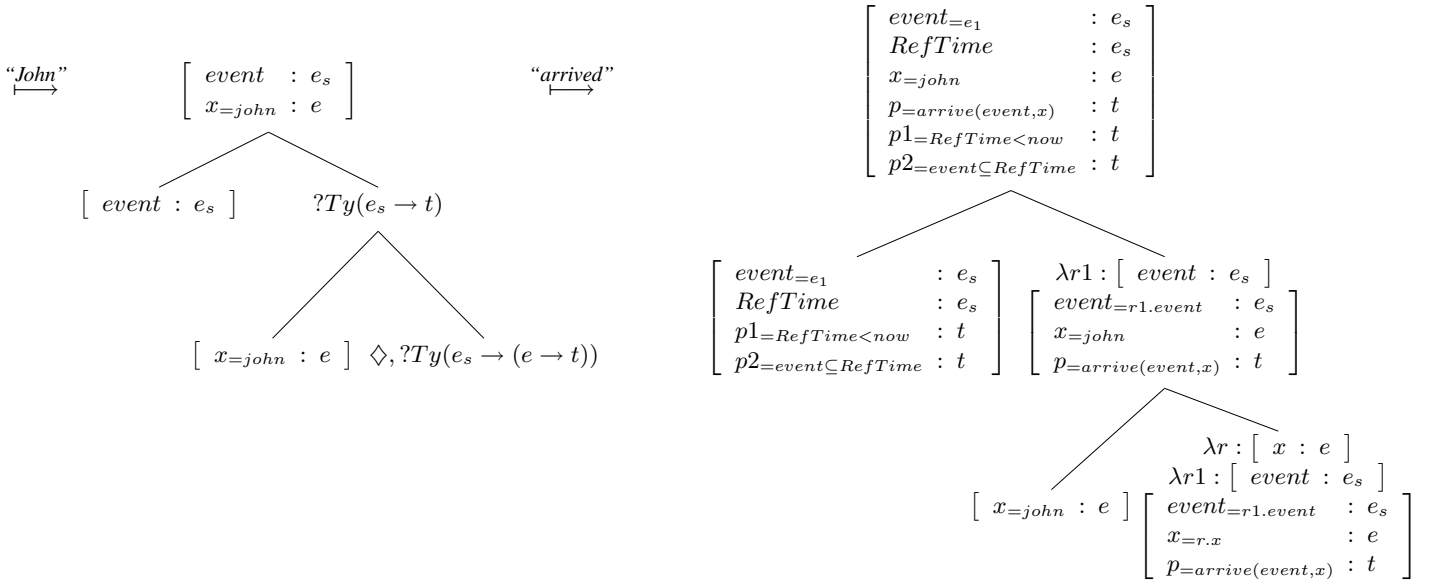 “John”
[ event : e_s
x_{=john} : e ]
[ event : e_s ]
?Ty(e_s → t)
[ x_{=john} : e ]
◇, ?Ty(e_s → (e → t))
“arrived”
[ event_{=e_1} : e_s
RefTime : e_s
x_{=john} : e
p_{=arrive(event,x)} : t
p1_{=RefTime<now} : t
p2_{=event⊆RefTime} : t ]
[ event_{=e_1} : e_s
RefTime : e_s
p1_{=RefTime<now} : t
p2_{=event⊆RefTime} : t ]
λr1 : [ event : e_s ]
[ event_{=r1.event} : e_s
x_{=john} : e
p_{=arrive(event,x)} : t ]
[ x_{=john} : e ]
λr : [ x : e ]
λr1 : [ event : e_s ]
[ event_{=r1.event} : e_s
x_{=r.x} : e
p_{=arrive(event,x)} : t ]